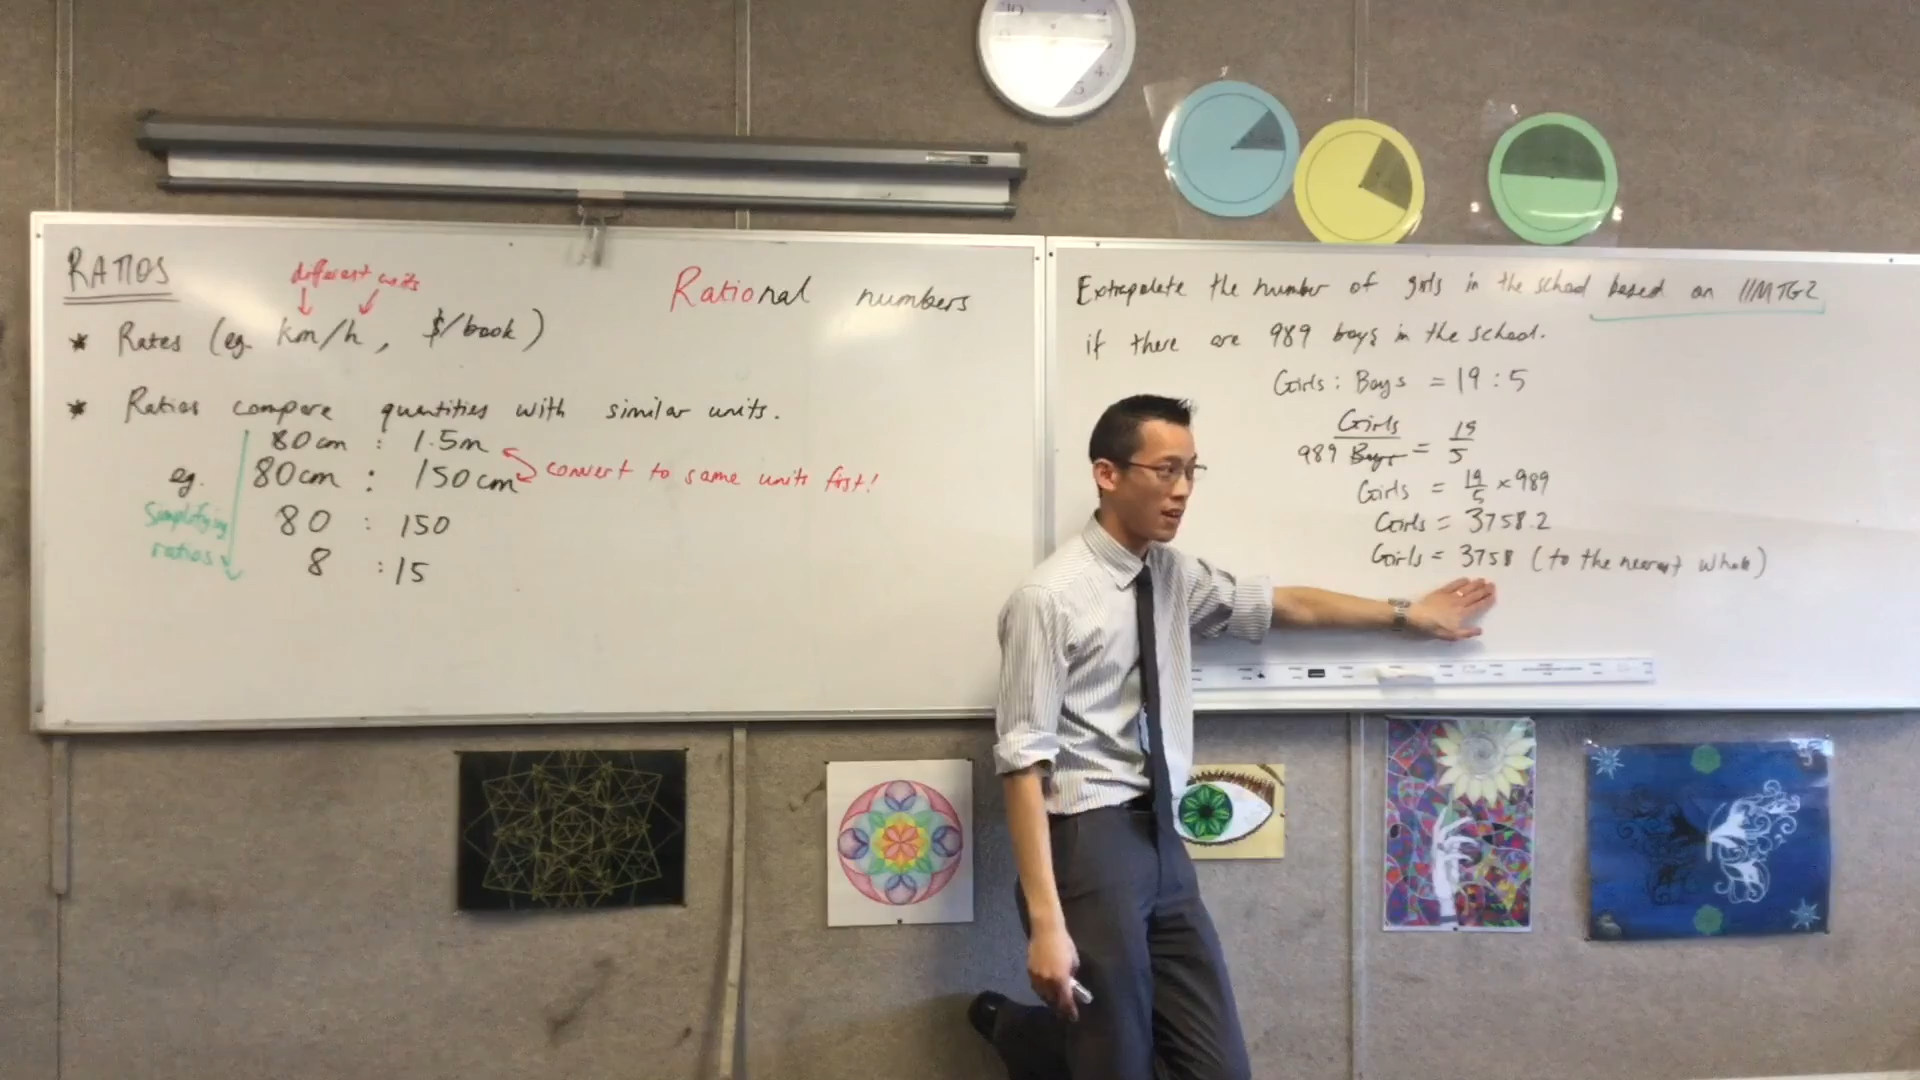 RATIOS
different units
* Rates (eg. km/h, $/book)
Rational numbers
* Ratios compare quantities with similar units.
80cm : 1.5m
eg. 80cm : 150cm
convert to same units first!
Simplifying
ratios
80 : 150
8 : 15
Extrapolate the number of girls in the school based on 11MTG2
if there are 989 boys in the school.
Girls : Boys = 19 : 5
Girls / 989 Boys = 19/5
Girls = 19/5 × 989
Girls = 3758.2
Girls = 3758 (to the nearest whole)